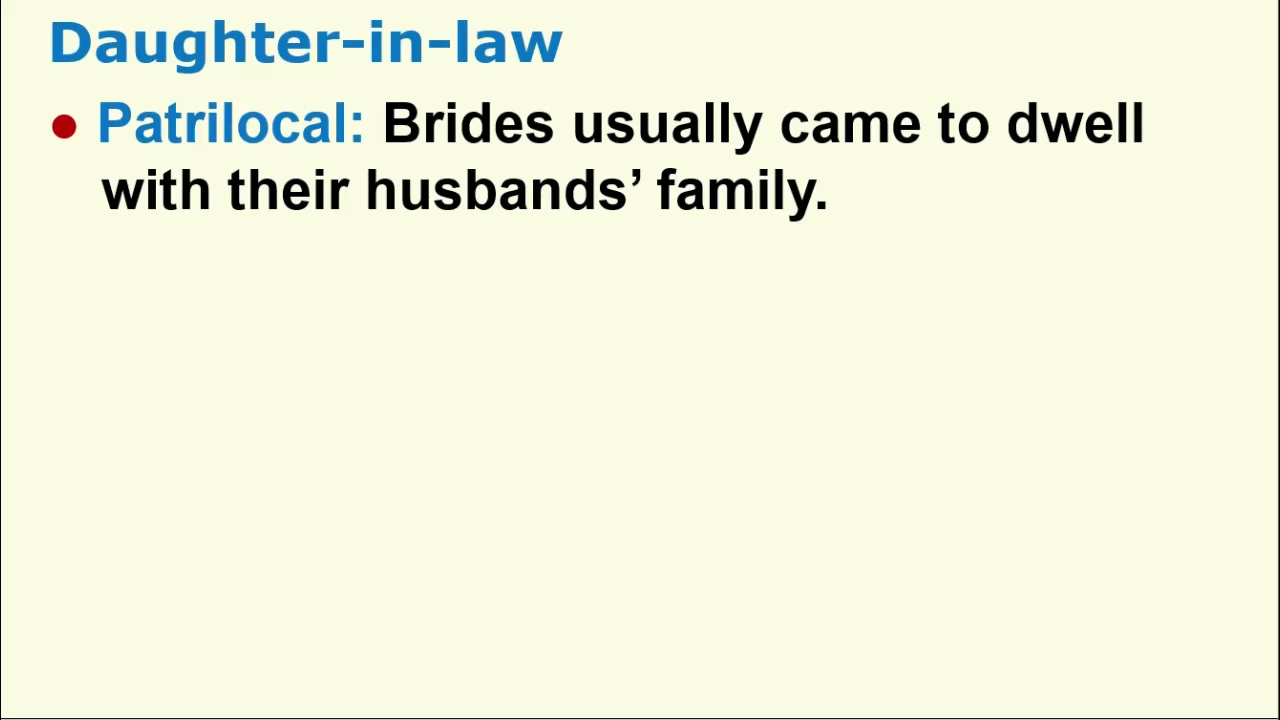 Daughter-in-law
● Patrilocal: Brides usually came to dwell
with their husbands’ family.